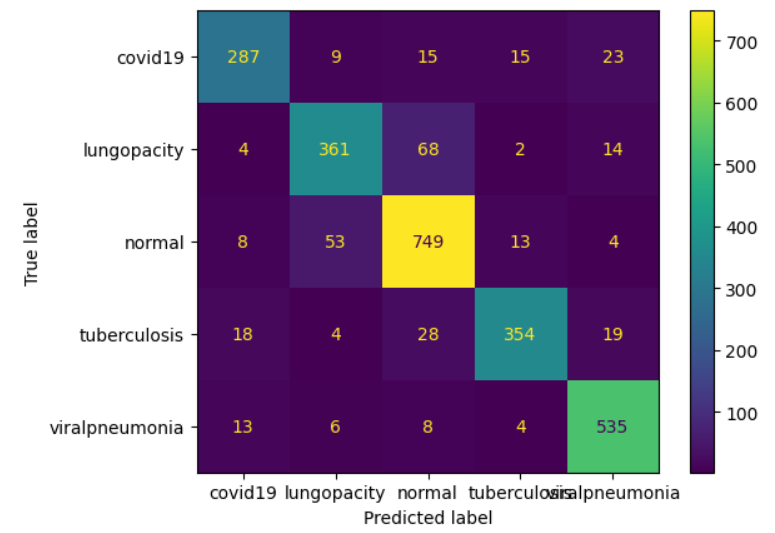 covid19 287 9 15 15 23
lungopacity 4 361 68 2 14
normal 8 53 749 13 4
tuberculosis 18 4 28 354 19
viralpneumonia 13 6 8 4 535
covid19 lungopacity normal tuberculosis viralpneumonia
Predicted label
True label
700
600
500
400
300
200
100